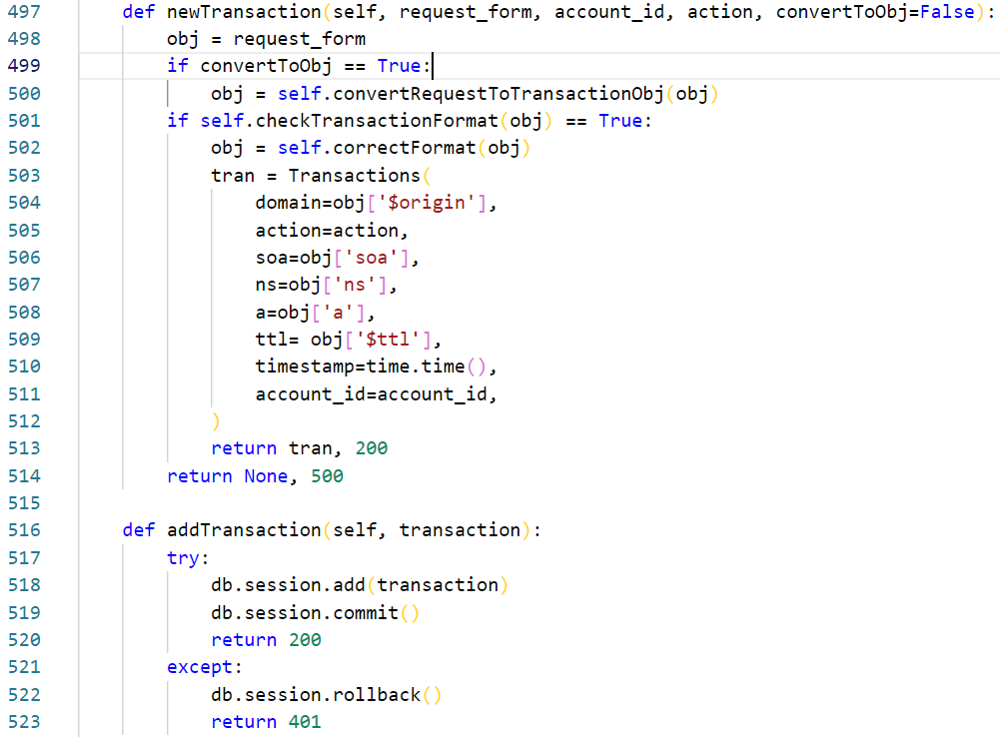 497 def newTransaction(self, request_form, account_id, action, convertToObj=False):
498 obj = request_form
499 if convertToObj == True:
500 obj = self.convertRequestToTransactionObj(obj)
501 if self.checkTransactionFormat(obj) == True:
502 obj = self.correctFormat(obj)
503 tran = Transactions(
504 domain=obj['$origin'],
505 action=action,
506 soa=obj['soa'],
507 ns=obj['ns'],
508 a=obj['a'],
509 ttl= obj['$ttl'],
510 timestamp=time.time(),
511 account_id=account_id,
512 )
513 return tran, 200
514 return None, 500
515
516 def addTransaction(self, transaction):
517 try:
518 db.session.add(transaction)
519 db.session.commit()
520 return 200
521 except:
522 db.session.rollback()
523 return 401